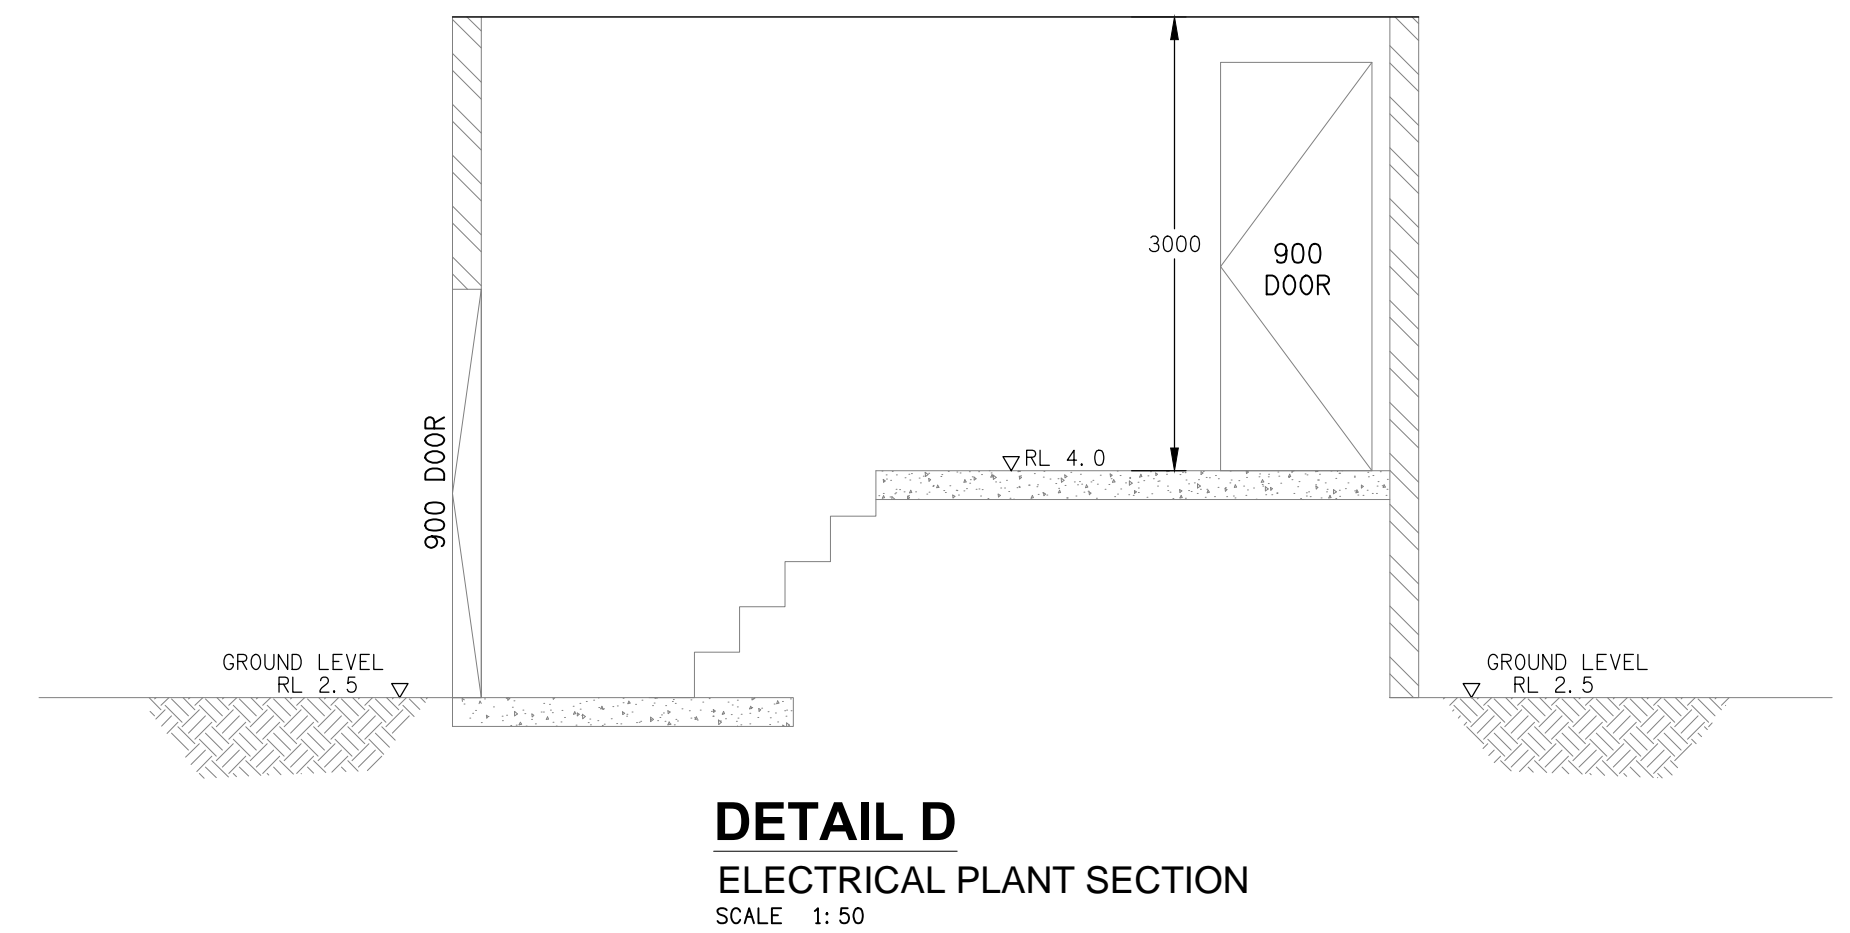 3000
900
DOOR
900 DOOR
RL 4.0
GROUND LEVEL
RL 2.5
GROUND LEVEL
RL 2.5
DETAIL D
ELECTRICAL PLANT SECTION
SCALE 1:50